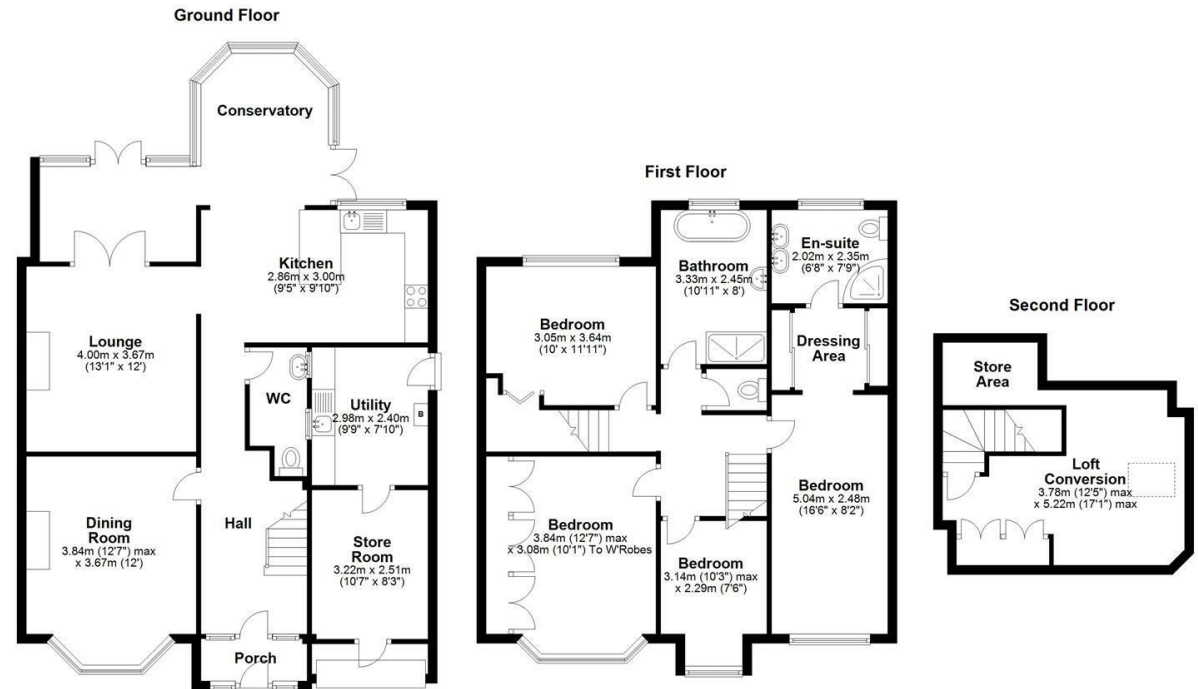 Ground Floor
Conservatory
Kitchen
2.86m x 3.00m
(9'5" x 9'10")
Lounge
4.00m x 3.67m
(13'1" x 12')
WC
Utility
2.98m x 2.40m
(9'9" x 7'10")
B
Dining
Room
3.84m (12'7") max
x 3.67m (12')
Hall
Store
Room
3.22m x 2.51m
(10'7" x 8'3")
Porch
First Floor
Bathroom
3.33m x 2.45m
(10'11" x 8')
En-suite
2.02m x 2.35m
(6'8" x 7'9")
Bedroom
3.05m x 3.64m
(10' x 11'11")
Dressing
Area
Bedroom
3.84m (12'7") max
x 3.08m (10'1") To W'Robes
Bedroom
3.14m (10'3") max
x 2.29m (7'6")
Bedroom
5.04m x 2.48m
(16'6" x 8'2")
Second Floor
Store
Area
Loft
Conversion
3.78m (12'5") max
x 5.22m (17'1") max